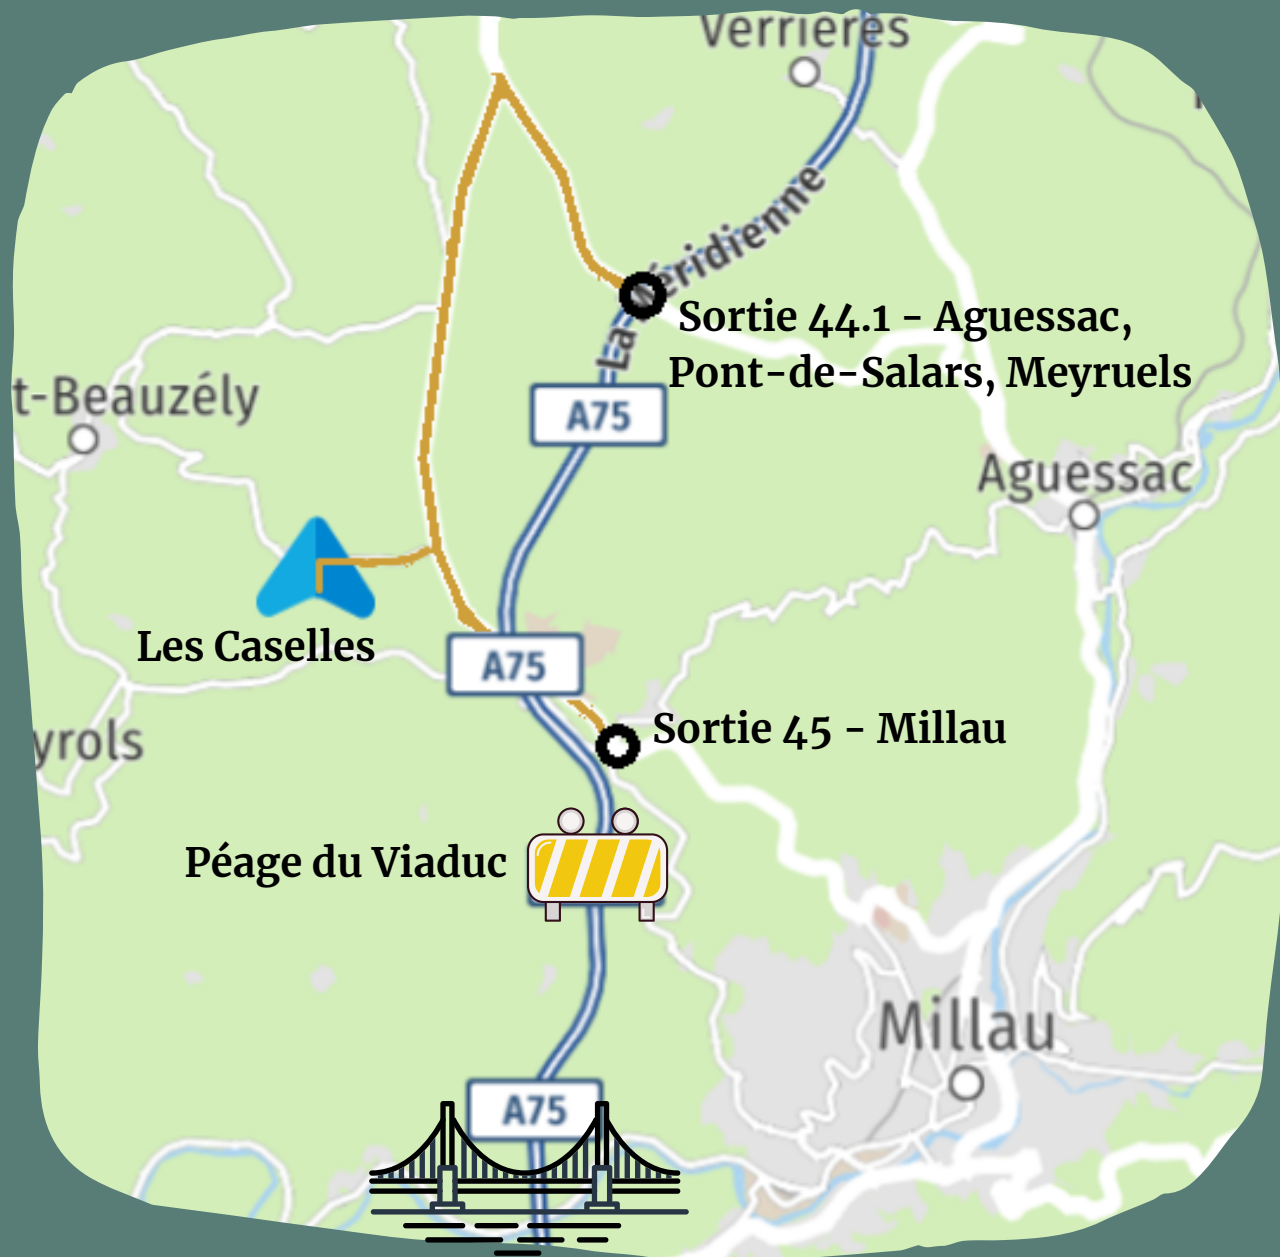 Verrières
La Méridienne
Sortie 44.1 - Aguessac,
Pont-de-Salars, Meyruels
A75
t-Beauzély
Aguessac
Les Caselles
A75
yrols
Sortie 45 - Millau
Péage du Viaduc
Millau
A75